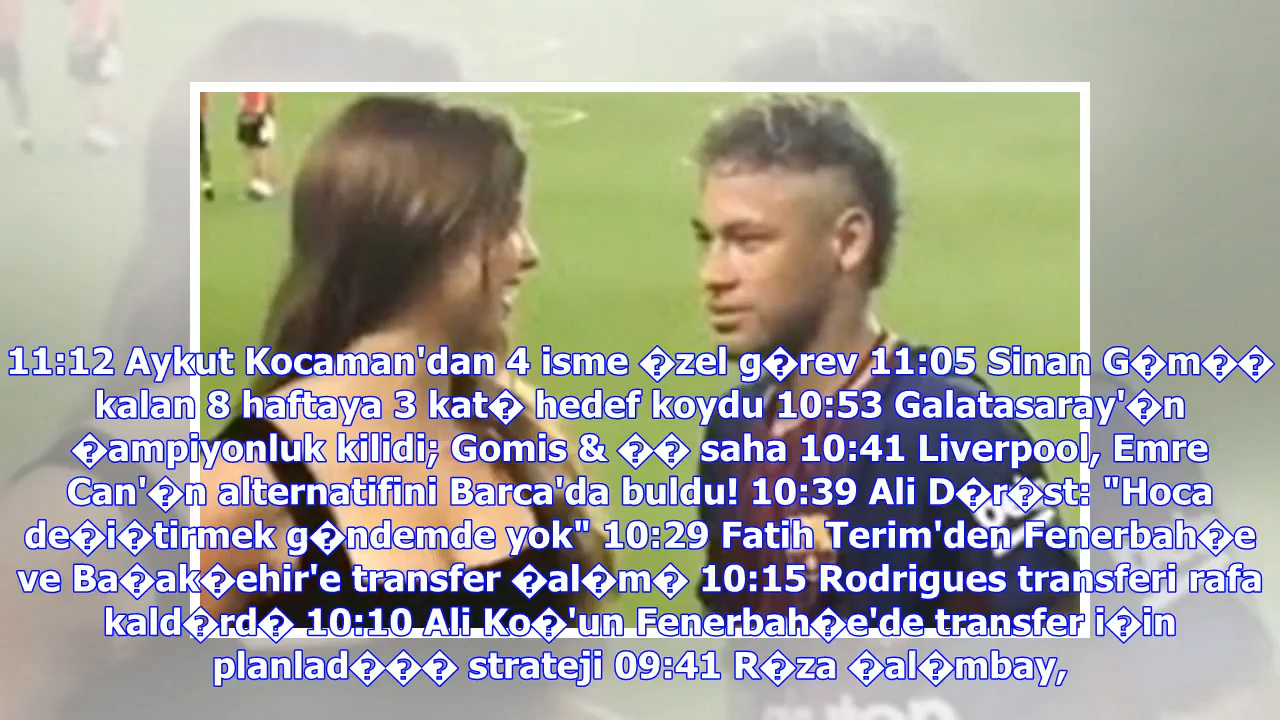 11:12 Aykut Kocaman'dan 4 isme �zel g�rev 11:05 Sinan G�m��
kalan 8 haftaya 3 kat� hedef koydu 10:53 Galatasaray'�n
�ampiyonluk kilidi; Gomis & �� saha 10:41 Liverpool, Emre
Can'�n alternatifini Barca'da buldu! 10:39 Ali D�r�st: "Hoca
de�i�tirmek g�ndemde yok" 10:29 Fatih Terim'den Fenerbah�e
ve Ba�ak�ehir'e transfer �al�m� 10:15 Rodrigues transferi rafa
kald�rd� 10:10 Ali Ko�'un Fenerbah�e'de transfer i�in
planlad��� strateji 09:41 R�za �al�mbay,